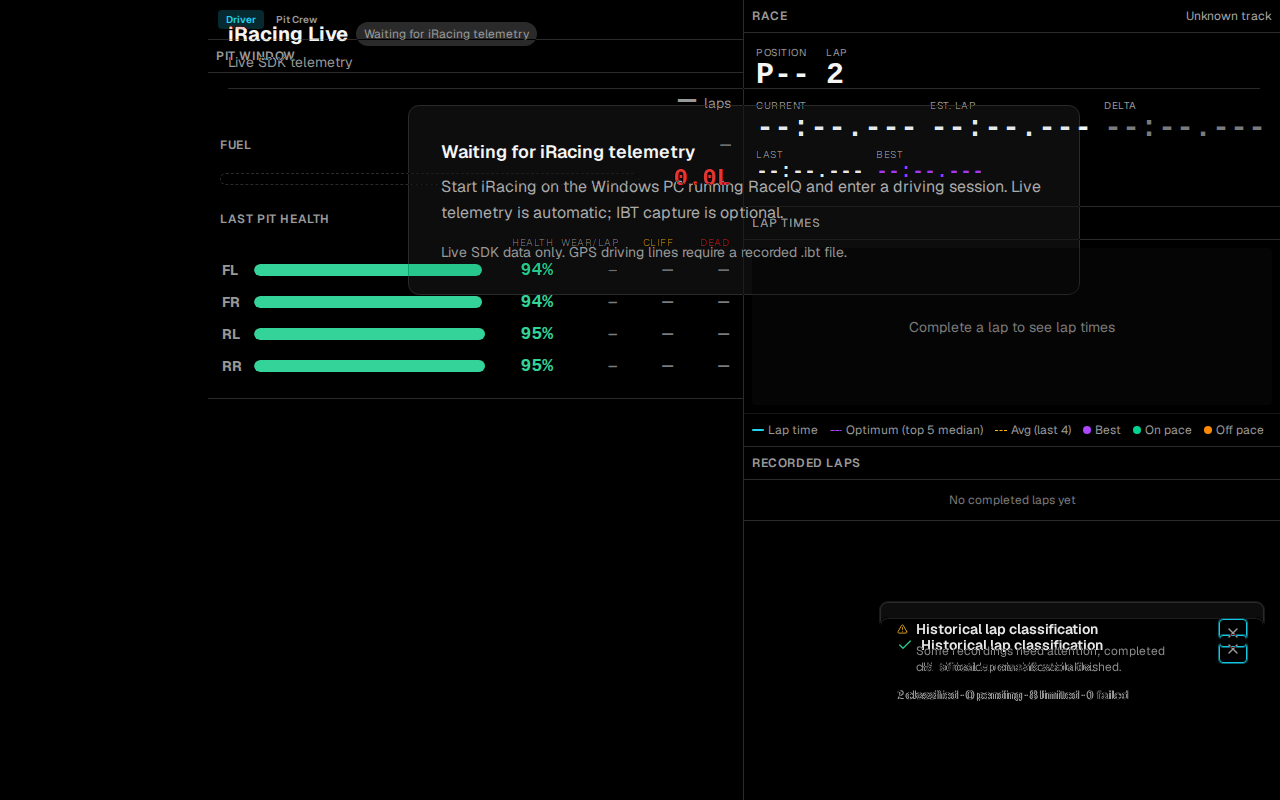 Driver Pit Crew
iRacing Live Waiting for iRacing telemetry
PIT WINDOW
Live SDK telemetry
laps
FUEL
—
0.0L
LAST PIT HEALTH
HEALTH WEAR/LAP CLIFF DEAD
FL 94% — — —
FR 94% — — —
RL 95% — — —
RR 95% — — —
Waiting for iRacing telemetry
Start iRacing on the Windows PC running RaceIQ and enter a driving session. Live
telemetry is automatic; IBT capture is optional.
Live SDK data only. GPS driving lines require a recorded .ibt file.
RACE Unknown track
POSITION LAP
P-- 2
CURRENT EST. LAP DELTA
--:--.--- --:--.--- --:--.---
LAST BEST
--:--.--- --:--.---
LAP TIMES
Complete a lap to see lap times
Lap time Optimum (top 5 median) Avg (last 4) Best On pace Off pace
RECORDED LAPS
No completed laps yet
Historical lap classification
Historical lap classification
Some recordings need attention, completed